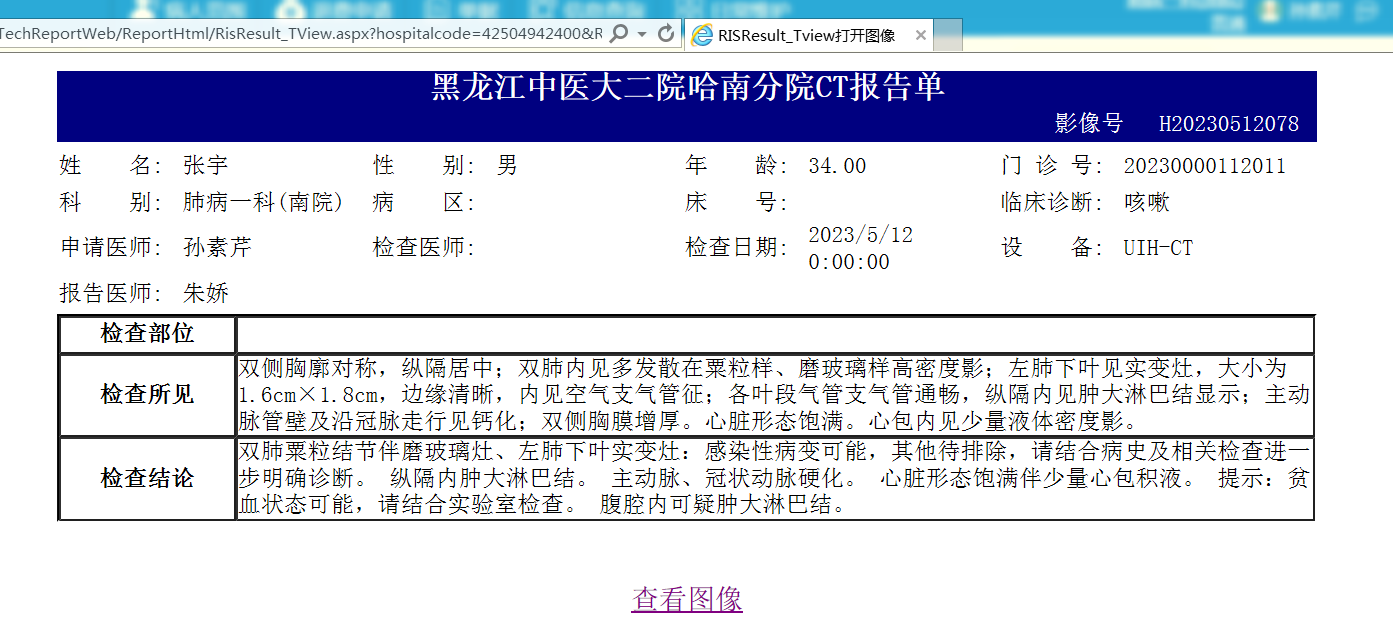 TechReportWeb/ReportHtml/RisResult_TView.aspx?hospitalcode=42504942400&R
RISResult_Tview打开图像
黑龙江中医大二院哈南分院CT报告单
影像号 H20230512078
姓 名: 张宇 性 别: 男 年 龄: 34.00 门 诊 号: 20230000112011
科 别: 肺病一科(南院) 病 区: 床 号: 临床诊断: 咳嗽
申请医师: 孙素芹 检查医师: 检查日期: 2023/5/12 0:00:00 设 备: UIH-CT
报告医师: 朱娇
检查部位
检查所见
双侧胸廓对称，纵隔居中；双肺内见多发散在粟粒样、磨玻璃样高密度影；左肺下叶见实变灶，大小为
1.6cm×1.8cm，边缘清晰，内见空气支气管征；各叶段气管支气管通畅，纵隔内见肿大淋巴结显示；主动
脉管壁及沿冠脉走行见钙化；双侧胸膜增厚。心脏形态饱满。心包内见少量液体密度影。
检查结论
双肺粟粒结节伴磨玻璃灶、左肺下叶实变灶：感染性病变可能，其他待排除，请结合病史及相关检查进一
步明确诊断。 纵隔内肿大淋巴结。 主动脉、冠状动脉硬化。 心脏形态饱满伴少量心包积液。 提示：贫
血状态可能，请结合实验室检查。 腹腔内可疑肿大淋巴结。
查看图像